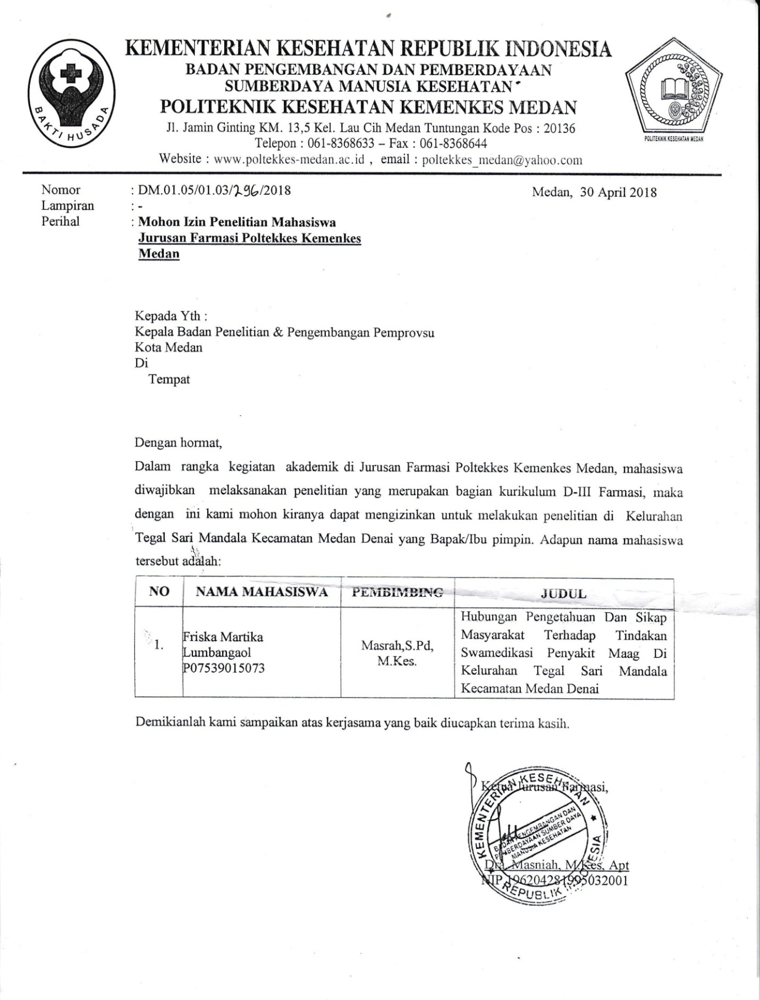 KEMENTERIAN KESEHATAN REPUBLIK INDONESIA
BADAN PENGEMBANGAN DAN PEMBERDAYAAN
SUMBERDAYA MANUSIA KESEHATAN
POLITEKNIK KESEHATAN KEMENKES MEDAN
Jl. Jamin Ginting KM. 13,5 Kel. Lau Cih Medan Tuntungan Kode Pos : 20136
Telepon : 061-8368633 – Fax : 061-8368644
Website : www.poltekkes-medan.ac.id , email : poltekkes_medan@yahoo.com
BAKTI HUSADA
POLITEKNIK KESEHATAN MEDAN
Nomor : DM.01.05/01.03/296/2018 Medan, 30 April 2018
Lampiran : -
Perihal : Mohon Izin Penelitian Mahasiswa
Jurusan Farmasi Poltekkes Kemenkes
Medan
Kepada Yth :
Kepala Badan Penelitian & Pengembangan Pemprovsu
Kota Medan
Di
Tempat
Dengan hormat,
Dalam rangka kegiatan akademik di Jurusan Farmasi Poltekkes Kemenkes Medan, mahasiswa
diwajibkan melaksanakan penelitian yang merupakan bagian kurikulum D-III Farmasi, maka
dengan ini kami mohon kiranya dapat mengizinkan untuk melakukan penelitian di Kelurahan
Tegal Sari Mandala Kecamatan Medan Denai yang Bapak/Ibu pimpin. Adapun nama mahasiswa
tersebut adalah:
NO NAMA MAHASISWA PEMBIMBING JUDUL
1.
Friska Martika
Lumbangaol
P07539015073
Masrah,S.Pd,
M.Kes.
Hubungan Pengetahuan Dan Sikap
Masyarakat Terhadap Tindakan
Swamedikasi Penyakit Maag Di
Kelurahan Tegal Sari Mandala
Kecamatan Medan Denai
Demikianlah kami sampaikan atas kerjasama yang baik diucapkan terima kasih.
Ketua Jurusan Farmasi,
KEMENTERIAN KESEHATAN
BADAN PENGEMBANGAN DAN
PEMBERDAYAAN SUMBER DAYA
MANUSIA KESEHATAN
REPUBLIK INDONESIA
Dra. Masniah, M.Kes, Apt
NIP 196204281995032001